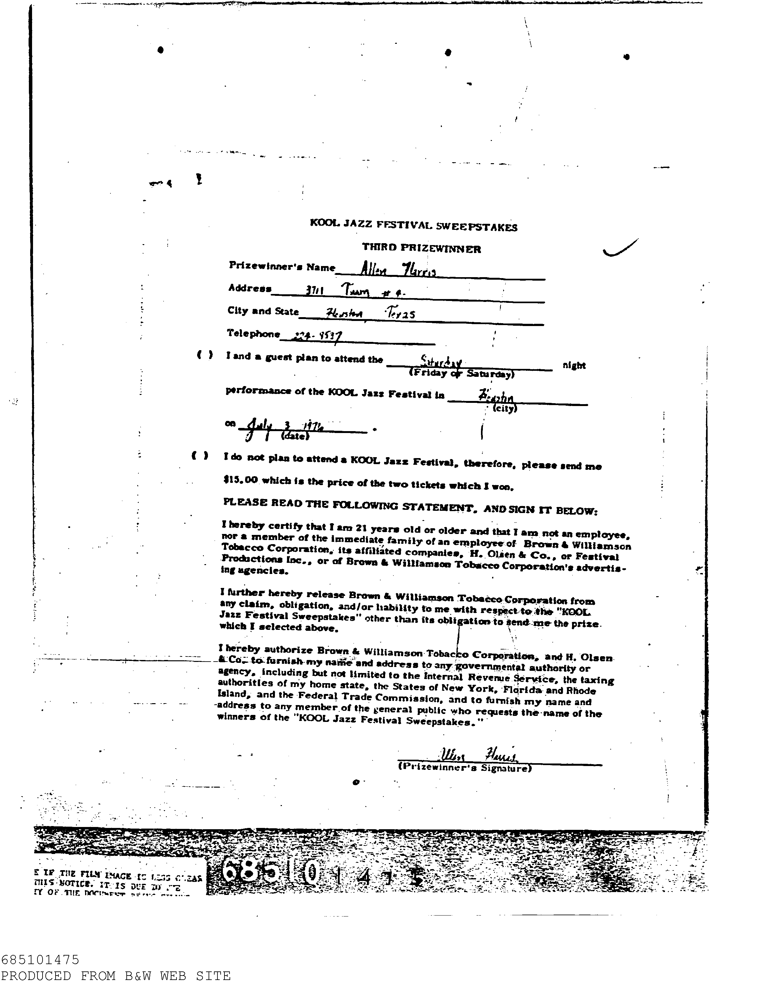 KOOL JAZZ FESTIVAL SWEEPSTAKES
THIRD PRIZEWINNER
Prizewinner's Name Allen Harris
Address 3711 # 4.
City and State Houston Texas
Telephone 224-9537
( ) I and a guest plan to attend the Saturday night
(Friday or Saturday)
performance of the KOOL Jazz Festival in Houston
(city)
on July 3 1976 .
(date)
( ) I do not plan to attend a KOOL Jazz Festival, therefore, please send me
$15.00 which is the price of the two tickets which I won.
PLEASE READ THE FOLLOWING STATEMENT, AND SIGN IT BELOW:
I hereby certify that I am 21 years old or older and that I am not an employee,
nor a member of the immediate family of an employee of Brown & Williamson
Tobacco Corporation, its affiliated companies, H. Olsen & Co., or Festival
Productions Inc., or of Brown & Williamson Tobacco Corporation's advertis-
ing agencies.
I further hereby release Brown & Williamson Tobacco Corporation from
any claim, obligation, and/or liability to me with respect to the "KOOL
Jazz Festival Sweepstakes" other than its obligation to send me the prize
which I selected above.
I hereby authorize Brown & Williamson Tobacco Corporation, and H. Olsen
& Co. to furnish my name and address to any governmental authority or
agency, including but not limited to the Internal Revenue Service, the taxing
authorities of my home state, the States of New York, Florida and Rhode
Island, and the Federal Trade Commission, and to furnish my name and
address to any member of the general public who requests the name of the
winners of the "KOOL Jazz Festival Sweepstakes."
Allen Harris
(Prizewinner's Signature)
E IF THE FILM IMAGE IS LESS CLEAR
THIS NOTICE. IT IS DUE TO
TY OF THE DOCUMENT
68510 1475
685101475
PRODUCED FROM B&W WEB SITE